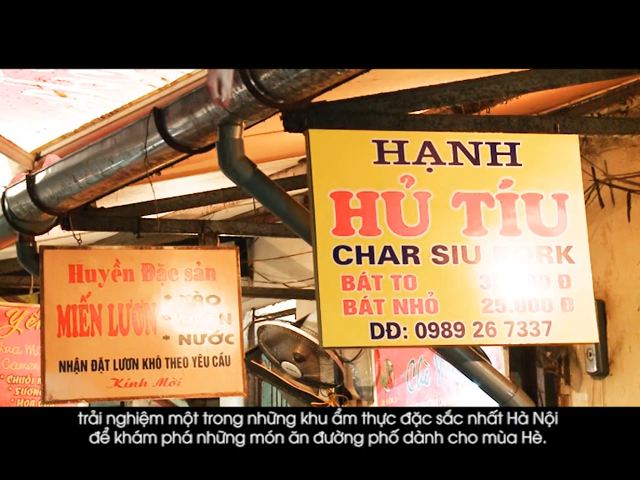 HẠNH
HỦ TÍU
CHAR SIU PORK
BÁT TO Đ
BÁT NHỎ 25.000 Đ
DĐ: 0989 26 7337
Huyền Đặc sản
MIẾN LƯƠN
* XÀO
* TRỘN
* NƯỚC
NHẬN ĐẶT LƯƠN KHÔ THEO YÊU CẦU
Kính Mời
trải nghiệm một trong những khu ẩm thực đặc sắc nhất Hà Nội
để khám phá những món ăn đường phố dành cho mùa Hè.